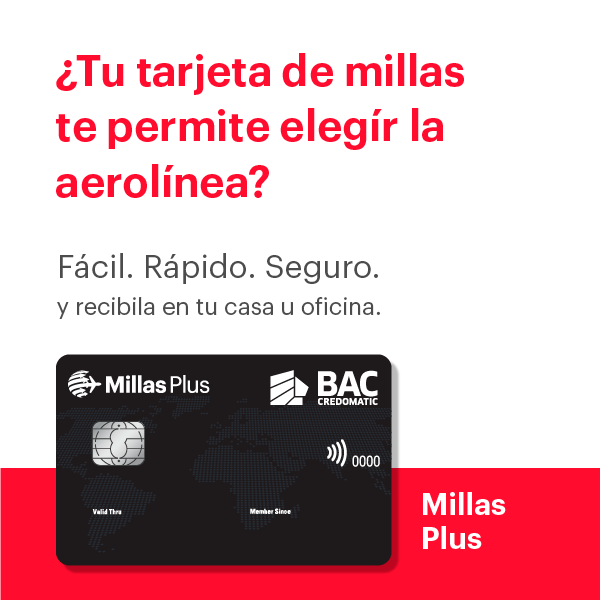 ¿Tu tarjeta de millas
te permite elegír la
aerolínea?
Fácil. Rápido. Seguro.
y recibila en tu casa u oficina.
Millas Plus
BAC
CREDOMATIC
0000
Valid Thru
Member Since
Millas
Plus